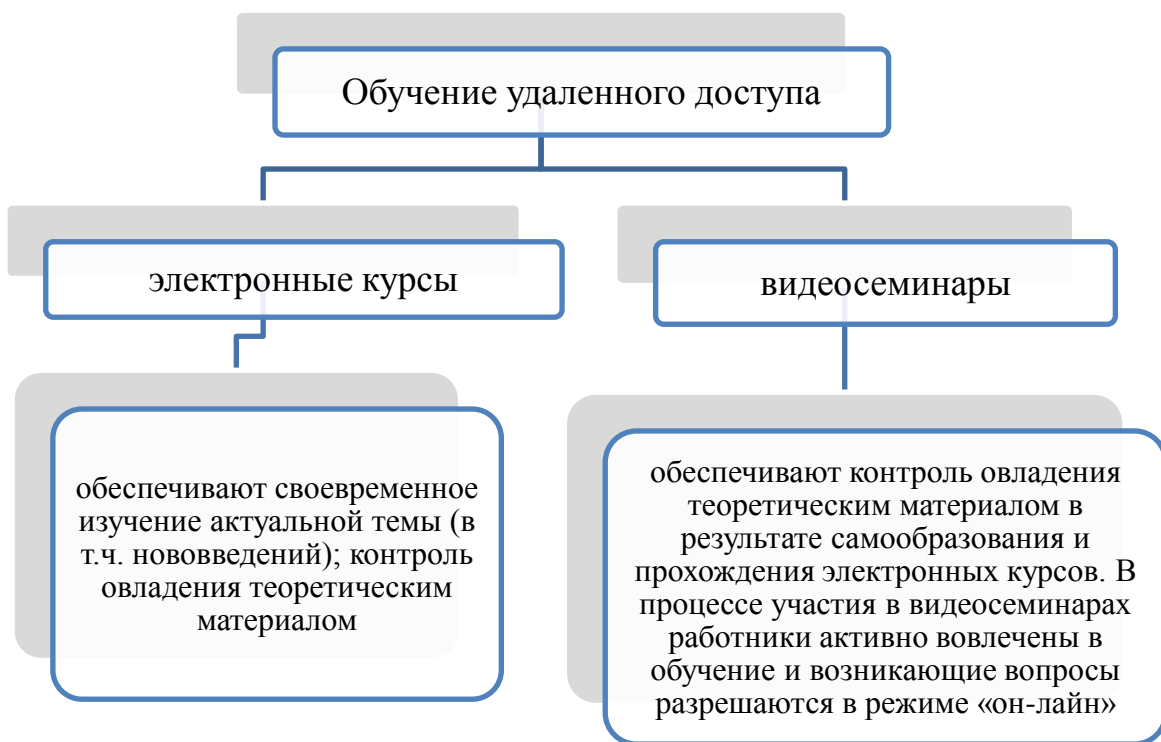 Обучение удаленного доступа
электронные курсы
видеосеминары
обеспечивают своевременное
изучение актуальной темы (в
т.ч. нововведений); контроль
овладения теоретическим
материалом
обеспечивают контроль овладения
теоретическим материалом в
результате самообразования и
прохождения электронных курсов. В
процессе участия в видеосеминарах
работники активно вовлечены в
обучение и возникающие вопросы
разрешаются в режиме «он-лайн»